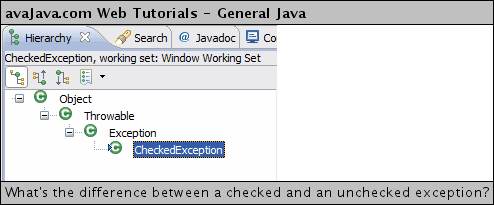 avaJava.com Web Tutorials - General Java
Hierarchy Search @ Javadoc Co
CheckedException, working set: Window Working Set
Object
Throwable
Exception
CheckedException
What's the difference between a checked and an unchecked exception?